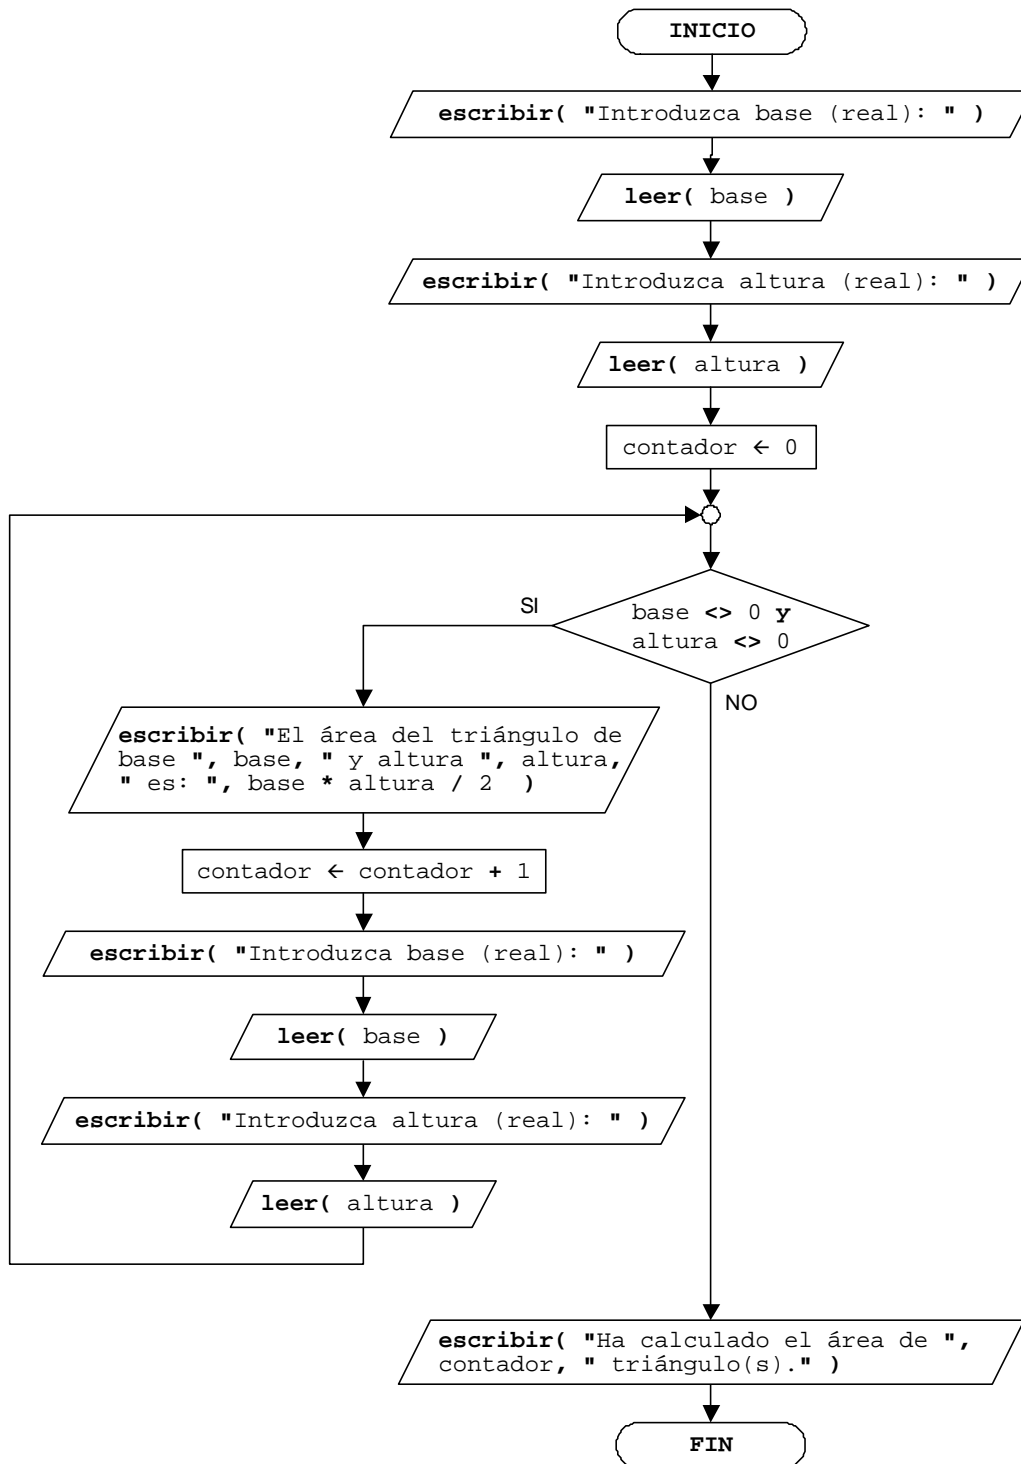 INICIO
escribir( "Introduzca base (real): " )
leer( base )
escribir( "Introduzca altura (real): " )
leer( altura )
contador ← 0
base <> 0 y
altura <> 0
SI
NO
escribir( "El área del triángulo de
base ", base, " y altura ", altura,
" es: ", base * altura / 2 )
contador ← contador + 1
escribir( "Introduzca base (real): " )
leer( base )
escribir( "Introduzca altura (real): " )
leer( altura )
escribir( "Ha calculado el área de ",
contador, " triángulo(s)." )
FIN